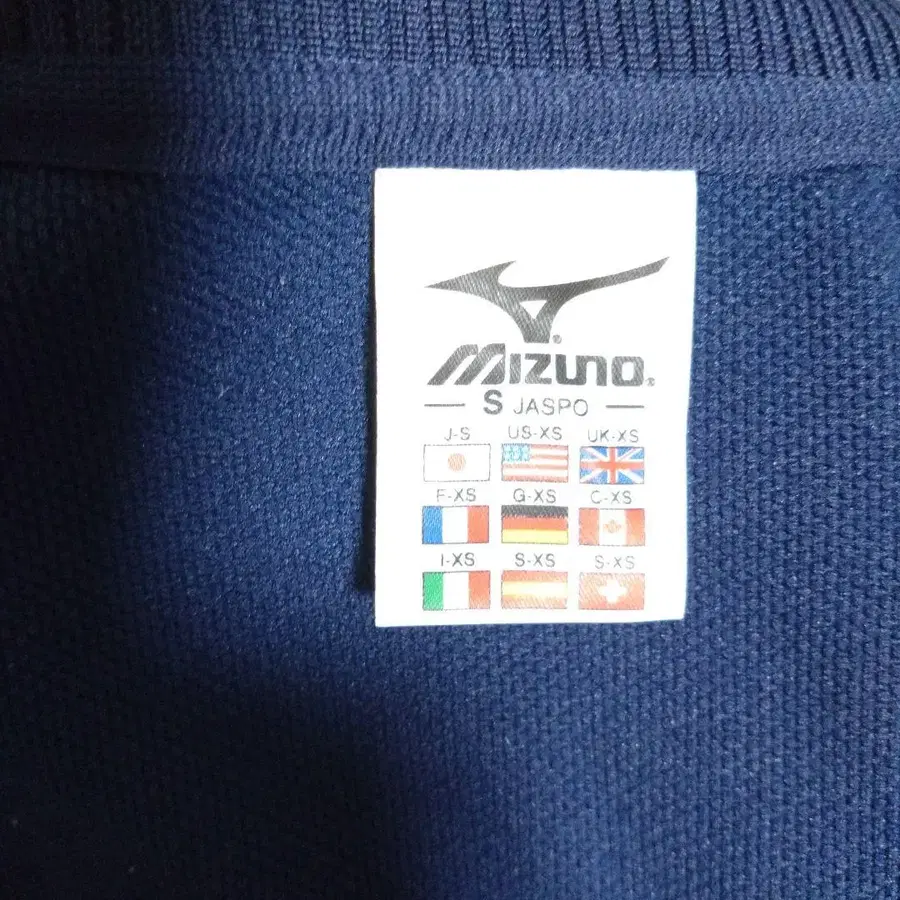 MIZUNO
S JASPO
J-S US-XS UK-XS
F-XS G-XS C-XS
I-XS S-XS S-XS